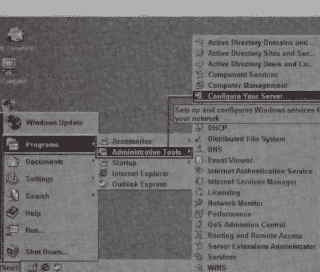 My Documents
Computer
Windows Update
Programs
Documents
Settings
Search
Help
Run...
Shut Down...
Start
Accessories
Administrative Tools
Startup
Internet Explorer
Outlook Express
Active Directory Domains and ...
Active Directory Sites and Ser...
Active Directory Users and Co...
Component Services
Computer Management
Configure Your Server
Sets up and configures Windows services f
your network
DHCP
Distributed File System
DNS
Event Viewer
Internet Authentication Service
Internet Services Manager
Licensing
Network Monitor
Performance
QoS Admission Control
Routing and Remote Access
Server Extensions Administrator
Services
WINS